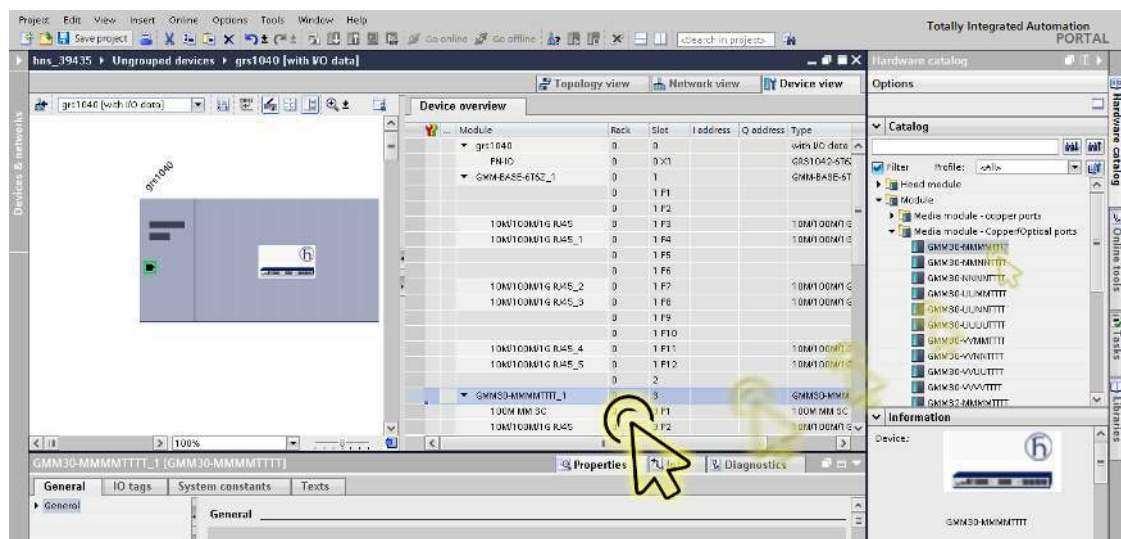 Project Edit View Insert Online Options Tools Window Help
Totally Integrated Automation
PORTAL
Save project Go online Go offline <Search in project>
hns_39435 ▸ Ungrouped devices ▸ grs1040 [with I/O data]
Hardware catalog
Topology view Network view Device view
Options
grs1040 [with I/O data]
Device overview
Catalog
Module Rack Slot I address Q address Type
grs1040 0 0 with I/O data
PN-IO 0 0 X1
GMM-BASE-6T6Z_1 0 1 GMM-BASE-6T
0 1 P1
0 1 P2
10M/100M/1G RJ45 0 1 P3 10M/100M/1G
10M/100M/1G RJ45_1 0 1 P4 10M/100M/1G
0 1 P5
0 1 P6
10M/100M/1G RJ45_2 0 1 P7 10M/100M/1G
10M/100M/1G RJ45_3 0 1 P8 10M/100M/1G
0 1 P9
0 1 P10
10M/100M/1G RJ45_4 0 1 P11
10M/100M/1G RJ45_5 0 1 P12
0 2
GMM30-MMMMTTTT_1 3 GMM30-MMM
100M MM SC P1 100M MM SC
10M/100M/1G RJ45 P2
grs1040
100%
Filter Profile: <All>
Head module
Module
Media module - copper ports
Media module - Copper/Optical ports
GMM30-MMMMTTTT
GMM30-MMNNTTTT
GMM30-NNNNTTTT
GMM30-UUMMTTTT
GMM30-UUNNTTTT
GMM30-UUUUTTTT
GMM30-VVMMTTTT
GMM30-VVNNTTTT
GMM30-VVUUTTTT
GMM30-VVVVTTTT
GMM32-MMMMTTTT
Information
Device:
GMM30-MMMMTTTT
GMM30-MMMMTTTT_1 [GMM30-MMMMTTTT]
Properties Diagnostics
General IO tags System constants Texts
General
General
Devices & networks
Hardware catalog
Online tools
Tasks
Libraries